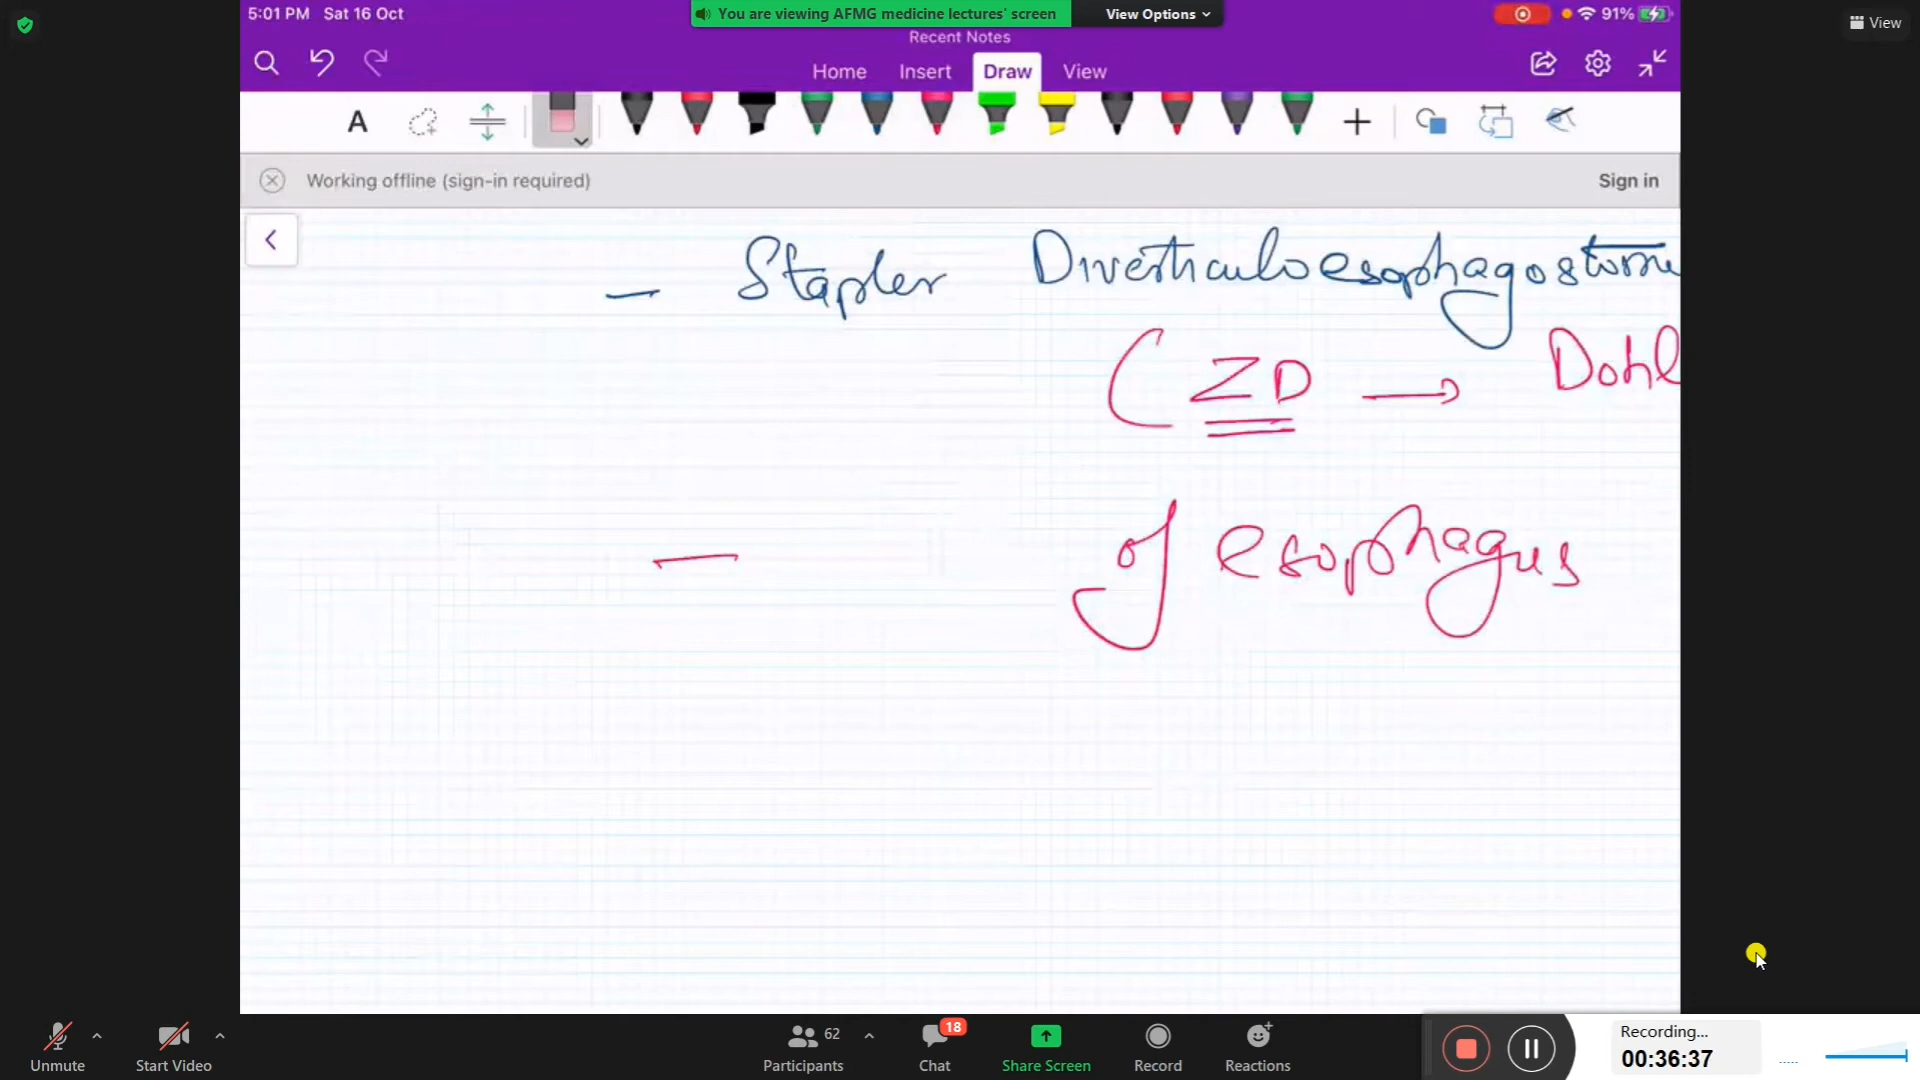 5:01 PM Sat 16 Oct
You are viewing AFMG medicine lectures' screen
View Options
91%
View
Recent Notes
Home Insert Draw View
A
Working offline (sign-in required)
Sign in
– Stapler Diverticuloesophagostom
( ZD → Dohl
– of esophagus
Unmute
Start Video
62
Participants
18
Chat
Share Screen
Record
Reactions
Recording...
00:36:37